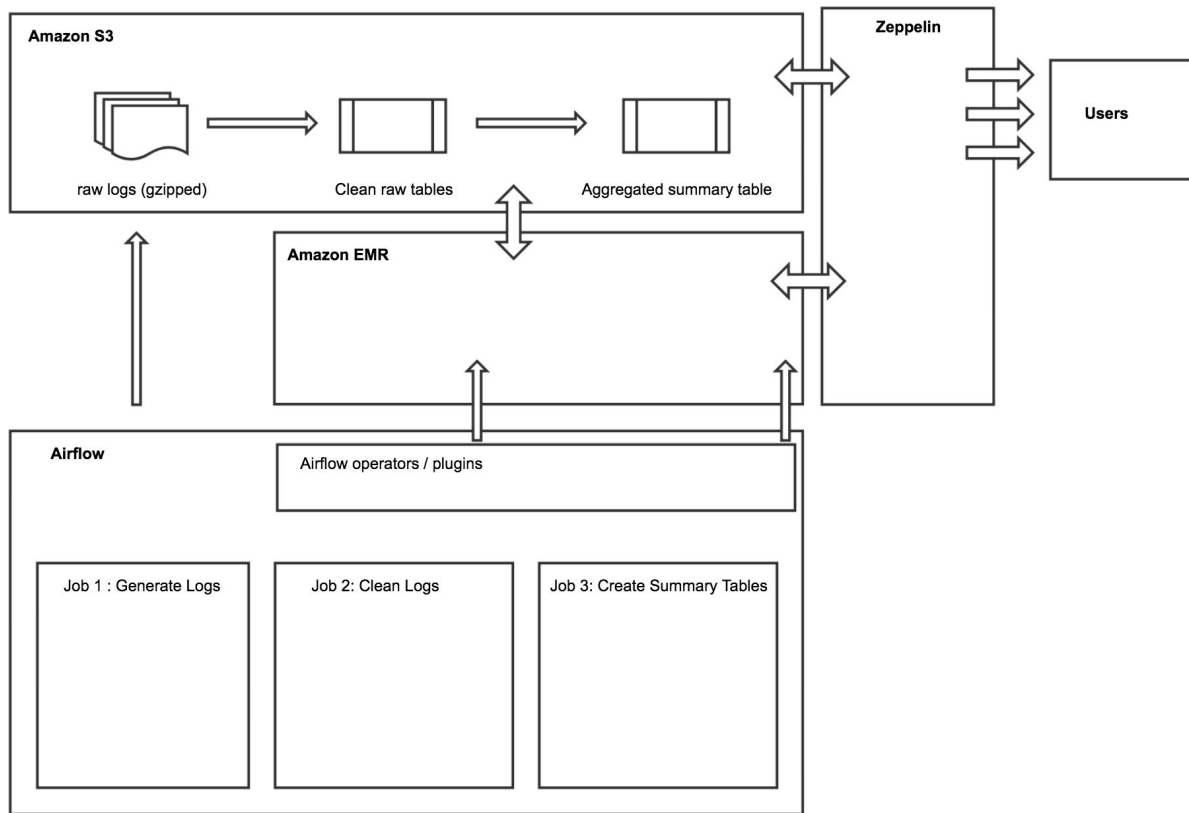 Amazon S3
raw logs (gzipped)
Clean raw tables
Aggregated summary table
Zeppelin
Users
Amazon EMR
Airflow
Airflow operators / plugins
Job 1 : Generate Logs
Job 2: Clean Logs
Job 3: Create Summary Tables